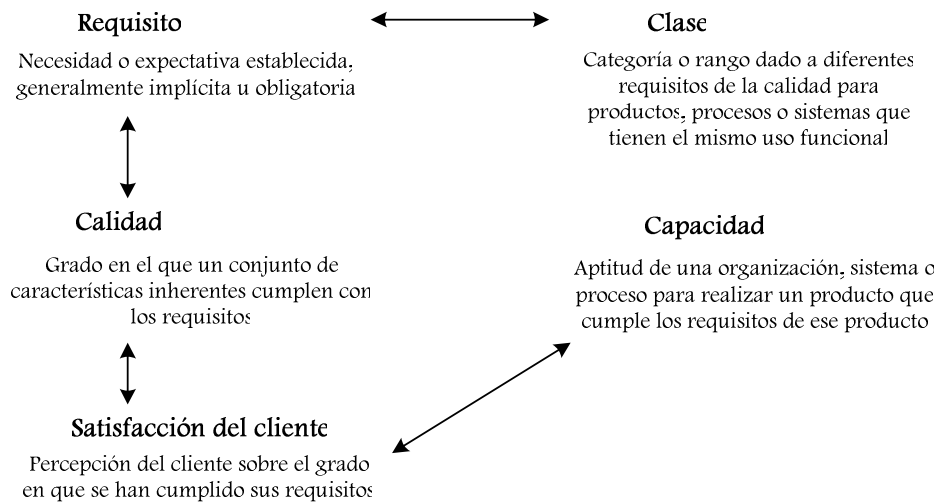 Requisito
Necesidad o expectativa establecida,
generalmente implícita u obligatoria
Clase
Categoría o rango dado a diferentes
requisitos de la calidad para
productos, procesos o sistemas que
tienen el mismo uso funcional
Calidad
Grado en el que un conjunto de
características inherentes cumplen con
los requisitos
Capacidad
Aptitud de una organización, sistema o
proceso para realizar un producto que
cumple los requisitos de ese producto
Satisfacción del cliente
Percepción del cliente sobre el grado
en que se han cumplido sus requisitos